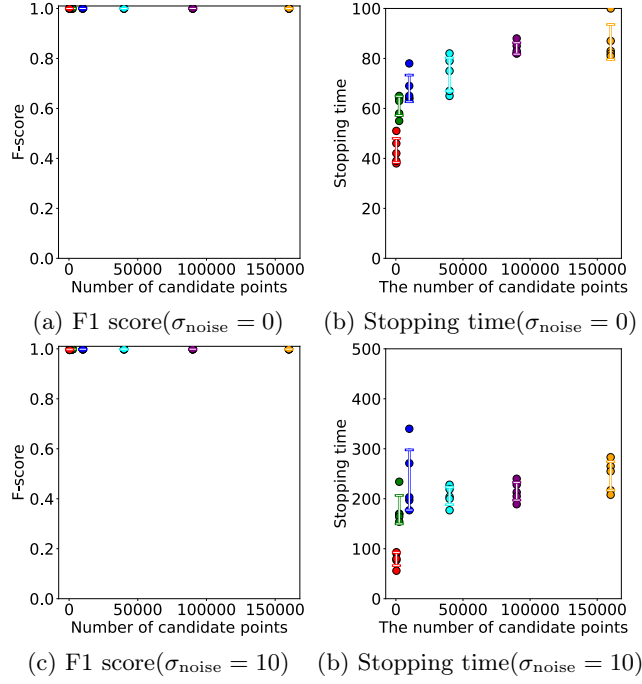 1.0
0.8
0.6
0.4
0.2
0.0
F-score
0 50000 100000 150000
Number of candidate points
(a) F1 score(σnoise = 0)
100
80
60
40
20
0
Stopping time
0 50000 100000 150000
The number of candidate points
(b) Stopping time(σnoise = 0)
1.0
0.8
0.6
0.4
0.2
0.0
F-score
0 50000 100000 150000
Number of candidate points
(c) F1 score(σnoise = 10)
500
400
300
200
100
0
Stopping time
0 50000 100000 150000
The number of candidate points
(b) Stopping time(σnoise = 10)